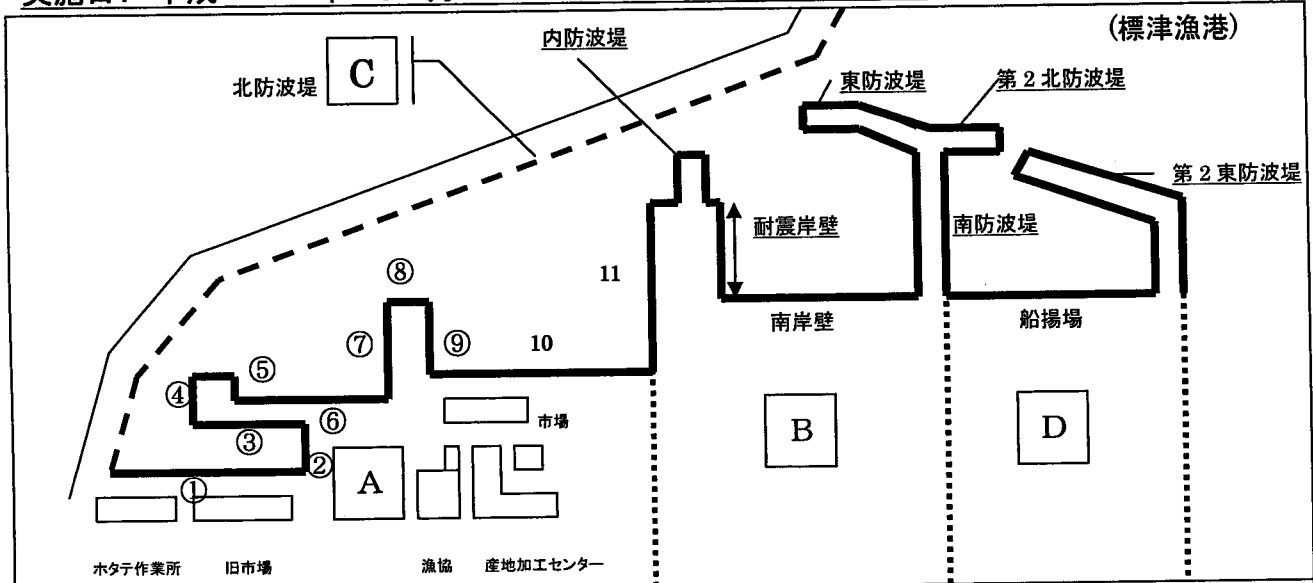 (標津漁港)
内防波堤
C
北防波堤
東防波堤
第2北防波堤
第2東防波堤
耐震岸壁
南防波堤
⑧
11
南岸壁
船揚場
⑦
⑨
10
⑤
④
⑥
市場
③
②
A
B
D
①
ホタテ作業所
旧市場
漁協
産地加工センター